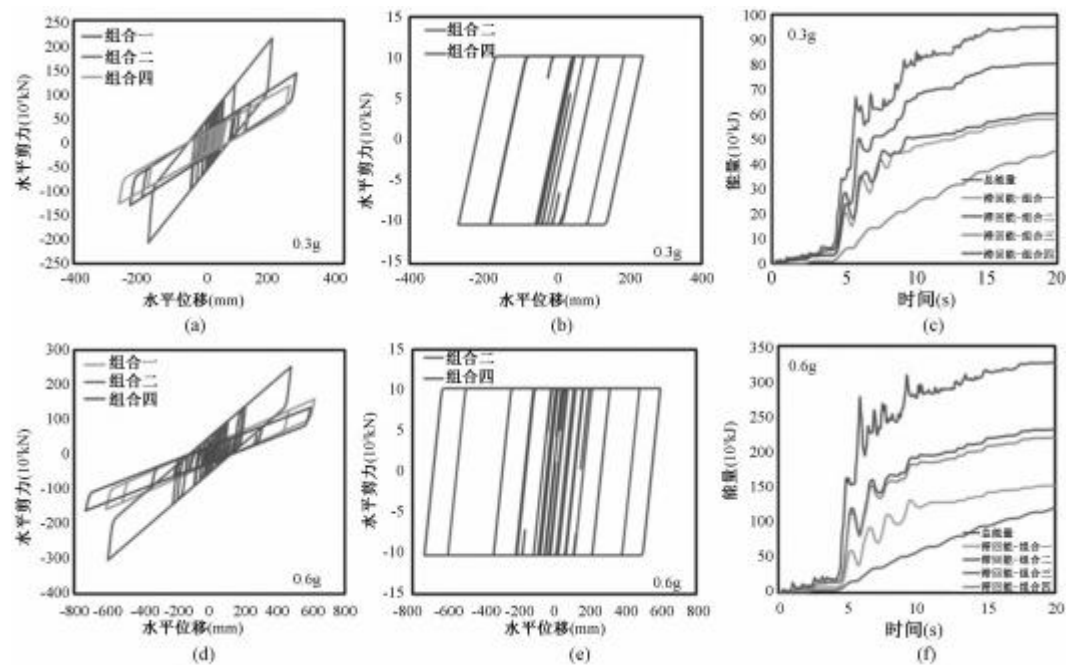 250
200
150
100
50
0
-50
-100
-150
-200
-250
水平剪力(10³kN)
组合一
组合二
组合四
0.3g
-400
-200
0
200
400
水平位移(mm)
(a)
15
10
5
0
-5
-10
-15
水平剪力(10³kN)
组合二
组合四
0.3g
-400
-200
0
200
400
水平位移(mm)
(b)
100
90
80
70
60
50
40
30
20
10
0
能量(10³kJ)
0.3g
总能量
滞回能-组合一
滞回能-组合二
滞回能-组合三
滞回能-组合四
0
5
10
15
20
时间(s)
(c)
300
200
100
0
-100
-200
-300
-400
水平剪力(10³kN)
组合一
组合二
组合四
0.6g
-800
-600
-400
-200
0
200
400
600
800
水平位移(mm)
(d)
15
10
5
0
-5
-10
-15
水平剪力(10³kN)
组合二
组合四
0.6g
-800
-600
-400
-200
0
200
400
600
800
水平位移(mm)
(e)
350
300
250
200
150
100
50
0
能量(10³kJ)
0.6g
总能量
滞回能-组合一
滞回能-组合二
滞回能-组合三
滞回能-组合四
0
5
10
15
20
时间(s)
(f)